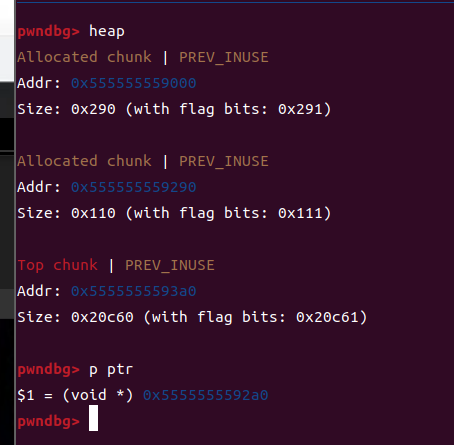 pwndbg> heap
Allocated chunk | PREV_INUSE
Addr: 0x555555559000
Size: 0x290 (with flag bits: 0x291)
Allocated chunk | PREV_INUSE
Addr: 0x555555559290
Size: 0x110 (with flag bits: 0x111)
Top chunk | PREV_INUSE
Addr: 0x5555555593a0
Size: 0x20c60 (with flag bits: 0x20c61)
pwndbg> p ptr
$1 = (void *) 0x5555555592a0
pwndbg>